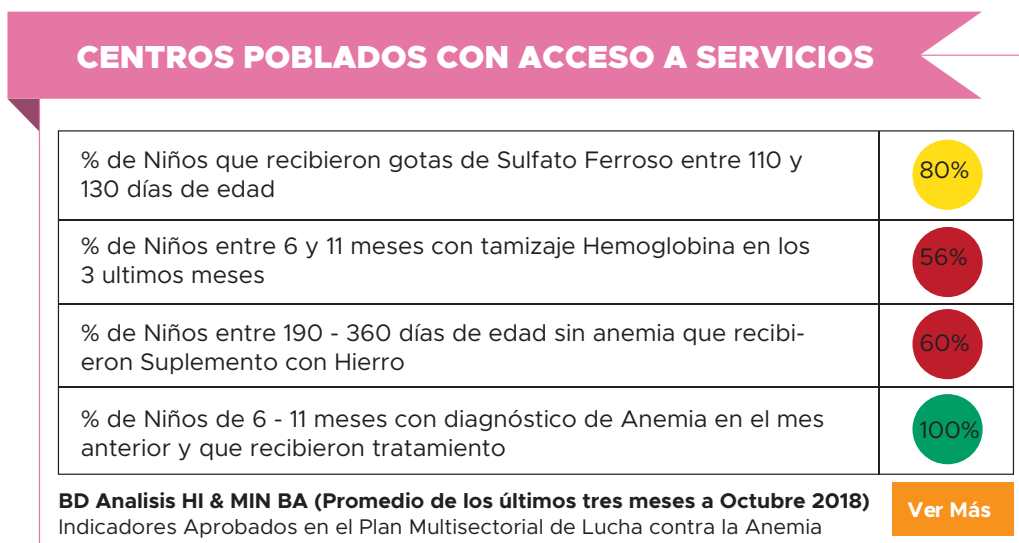 CENTROS POBLADOS CON ACCESO A SERVICIOS
% de Niños que recibieron gotas de Sulfato Ferroso entre 110 y
130 días de edad
80%
% de Niños entre 6 y 11 meses con tamizaje Hemoglobina en los
3 ultimos meses
56%
% de Niños entre 190 - 360 días de edad sin anemia que recibi-
eron Suplemento con Hierro
60%
% de Niños de 6 - 11 meses con diagnóstico de Anemia en el mes
anterior y que recibieron tratamiento
100%
BD Analisis HI & MIN BA (Promedio de los últimos tres meses a Octubre 2018)
Indicadores Aprobados en el Plan Multisectorial de Lucha contra la Anemia
Ver Más